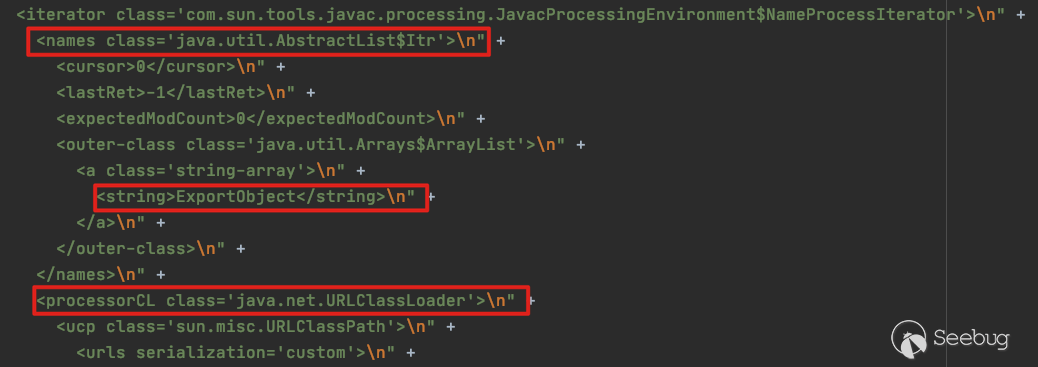 <iterator class='com.sun.tools.javac.processing.JavacProcessingEnvironment$NameProcessIterator'>\n" +
<names class='java.util.AbstractList$Itr'>\n" +
<cursor>0</cursor>\n" +
<lastRet>-1</lastRet>\n" +
<expectedModCount>0</expectedModCount>\n" +
<outer-class class='java.util.Arrays$ArrayList'>\n" +
<a class='string-array'>\n" +
<string>ExportObject</string>\n" +
</a>\n" +
</outer-class>\n" +
</names>\n" +
<processorCL class='java.net.URLClassLoader'>\n" +
<ucp class='sun.misc.URLClassPath'>\n" +
<urls serialization='custom'>\n" +
Seebug